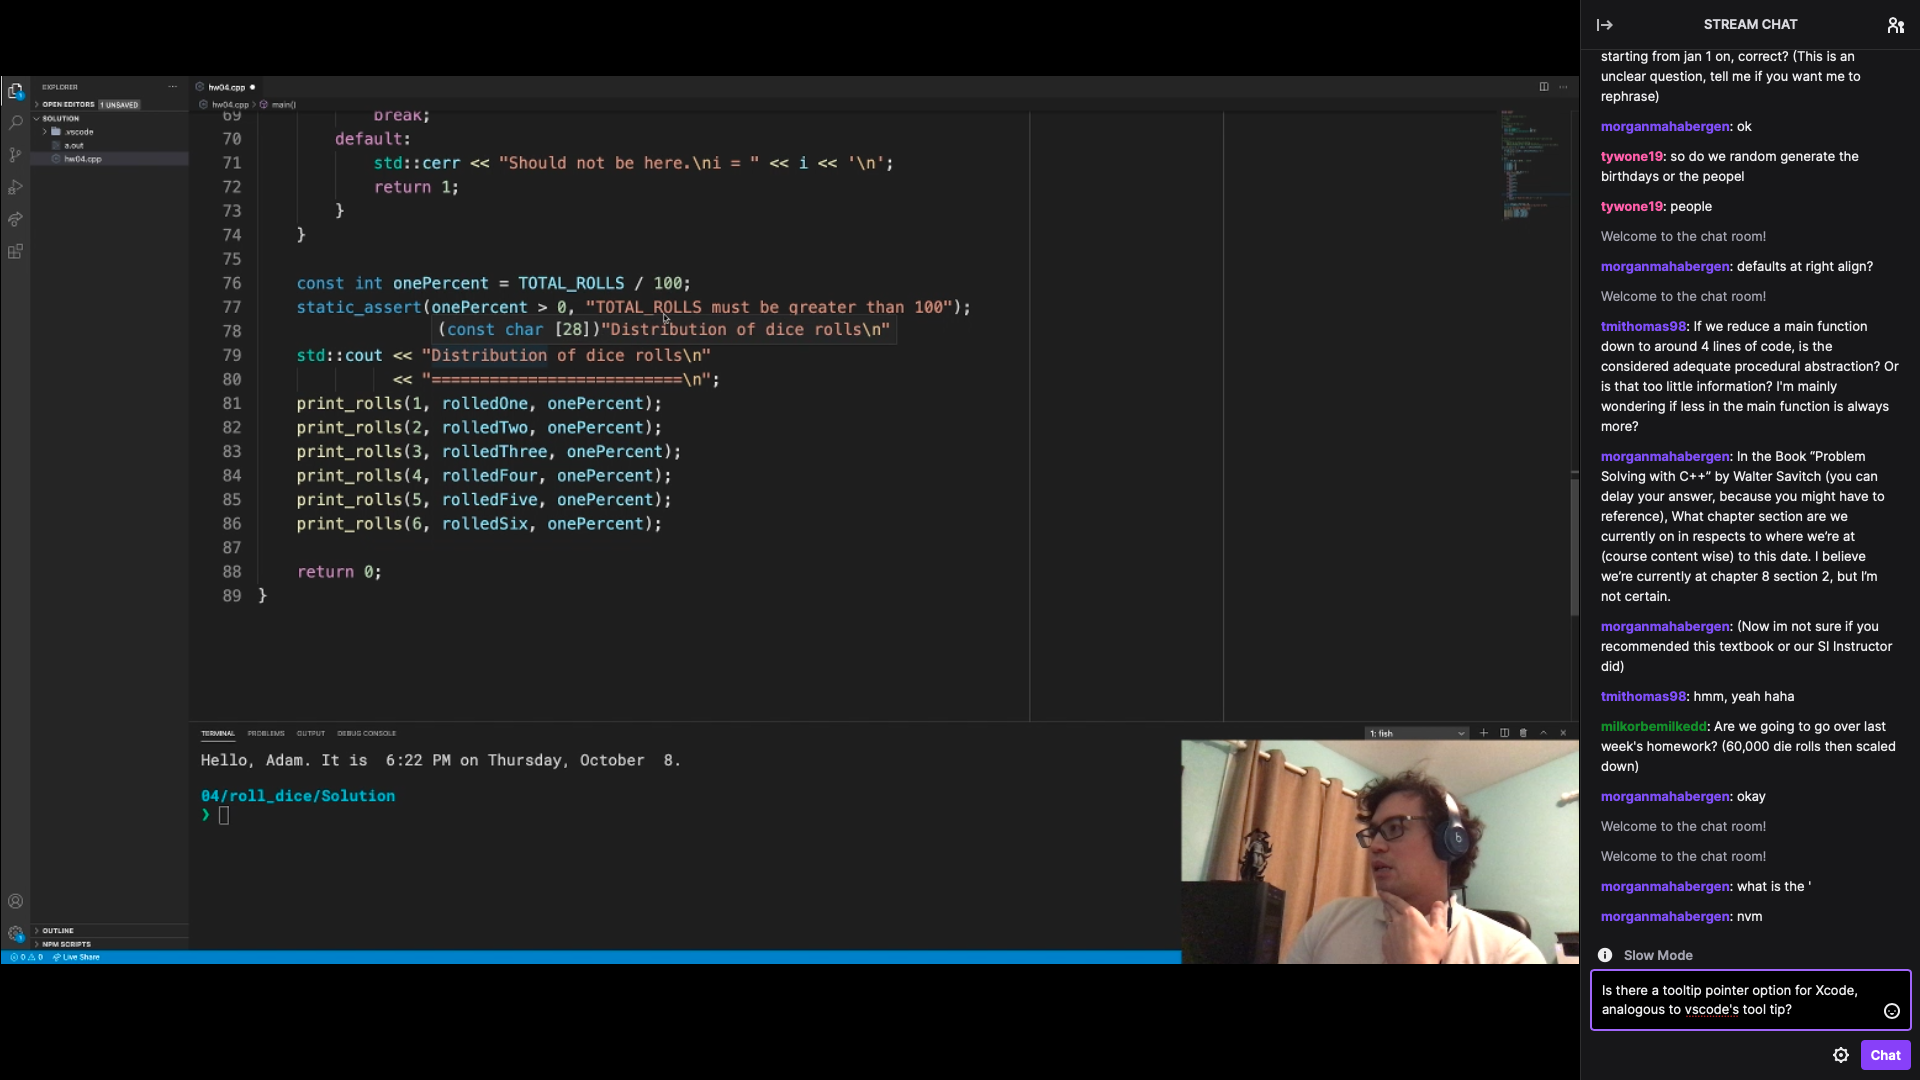 EXPLORER
OPEN EDITORS 1 UNSAVED
SOLUTION
.vscode
a.out
hw04.cpp
OUTLINE
NPM SCRIPTS
0 0 Live Share
hw04.cpp
hw04.cpp > main()
69 break;
70 default:
71 std::cerr << "Should not be here.\ni = " << i << '\n';
72 return 1;
73 }
74 }
75
76 const int onePercent = TOTAL_ROLLS / 100;
77 static_assert(onePercent > 0, "TOTAL_ROLLS must be greater than 100");
78
(const char [28])"Distribution of dice rolls\n"
79 std::cout << "Distribution of dice rolls\n"
80 << "==========================\n";
81 print_rolls(1, rolledOne, onePercent);
82 print_rolls(2, rolledTwo, onePercent);
83 print_rolls(3, rolledThree, onePercent);
84 print_rolls(4, rolledFour, onePercent);
85 print_rolls(5, rolledFive, onePercent);
86 print_rolls(6, rolledSix, onePercent);
87
88 return 0;
89 }
TERMINAL PROBLEMS OUTPUT DEBUG CONSOLE
1: fish
Hello, Adam. It is 6:22 PM on Thursday, October 8.
04/roll_dice/Solution
❯
STREAM CHAT
starting from jan 1 on, correct? (This is an
unclear question, tell me if you want me to
rephrase)
morganmahabergen: ok
tywone19: so do we random generate the
birthdays or the peopel
tywone19: people
Welcome to the chat room!
morganmahabergen: defaults at right align?
Welcome to the chat room!
tmithomas98: If we reduce a main function
down to around 4 lines of code, is the
considered adequate procedural abstraction? Or
is that too little information? I'm mainly
wondering if less in the main function is always
more?
morganmahabergen: In the Book “Problem
Solving with C++” by Walter Savitch (you can
delay your answer, because you might have to
reference), What chapter section are we
currently on in respects to where we’re at
(course content wise) to this date. I believe
we’re currently at chapter 8 section 2, but I’m
not certain.
morganmahabergen: (Now im not sure if you
recommended this textbook or our SI Instructor
did)
tmithomas98: hmm, yeah haha
milkorbemilkedd: Are we going to go over last
week's homework? (60,000 die rolls then scaled
down)
morganmahabergen: okay
Welcome to the chat room!
Welcome to the chat room!
morganmahabergen: what is the '
morganmahabergen: nvm
Slow Mode
Is there a tooltip pointer option for Xcode,
analogous to vscode's tool tip?
Chat